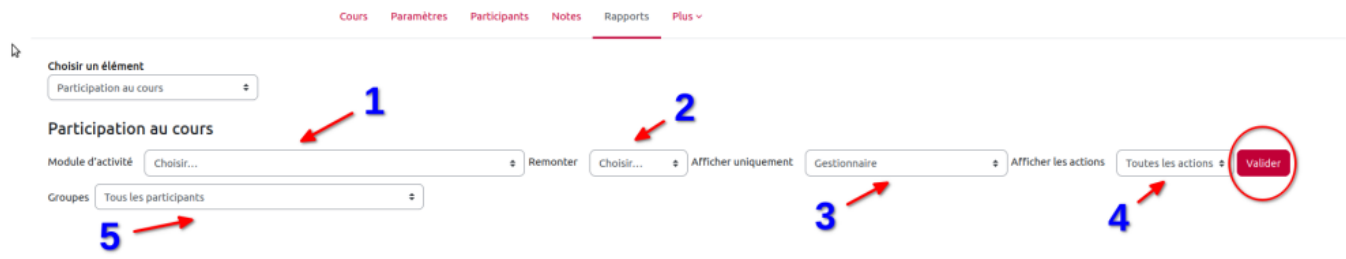 Cours Paramètres Participants Notes Rapports Plus
Choisir un élément
Participation au cours
1
2
Participation au cours
Module d'activité Choisir... Remonter Choisir... Afficher uniquement Gestionnaire Afficher les actions Toutes les actions Valider
Groupes Tous les participants
3
4
5